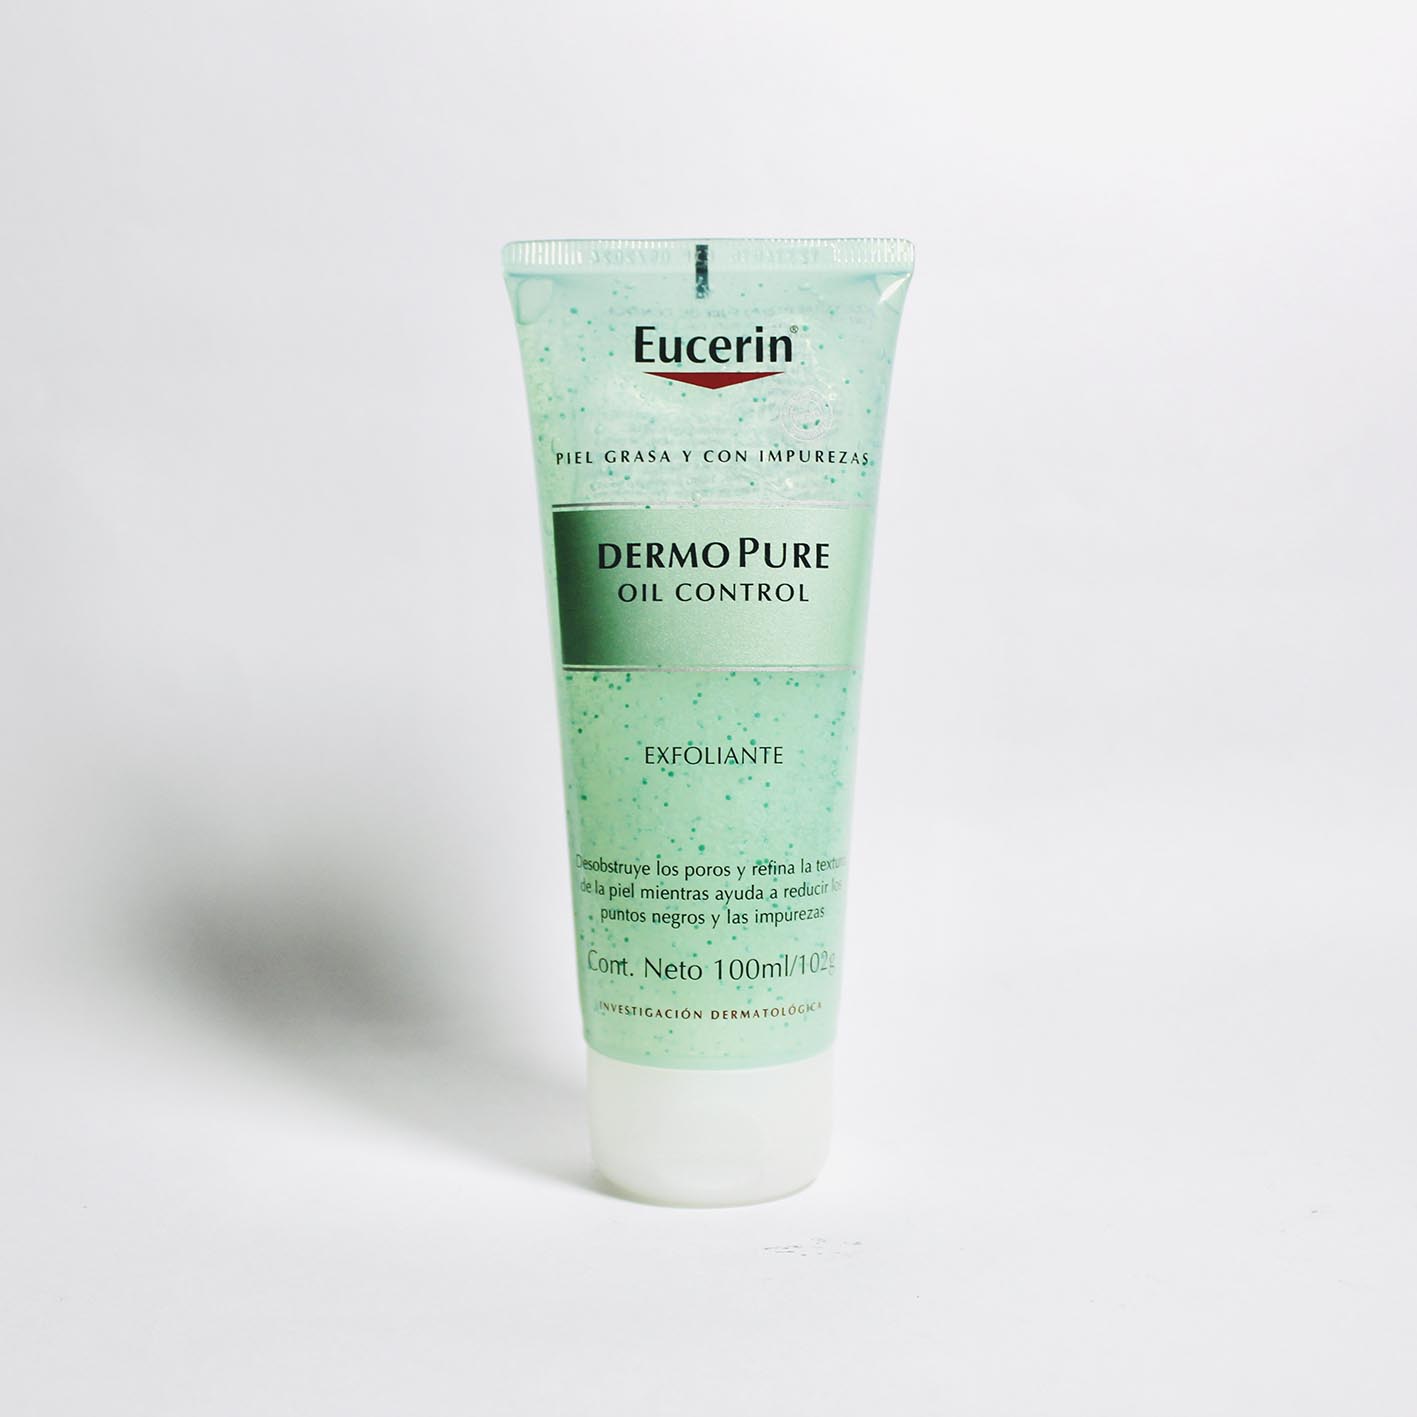 Eucerin®
PIEL GRASA Y CON IMPUREZAS
DERMOPURE
OIL CONTROL
EXFOLIANTE
Desobstruye los poros y refina la textura
de la piel mientras ayuda a reducir los
puntos negros y las impurezas
Cont. Neto 100ml/102g
INVESTIGACIÓN DERMATOLÓGICA